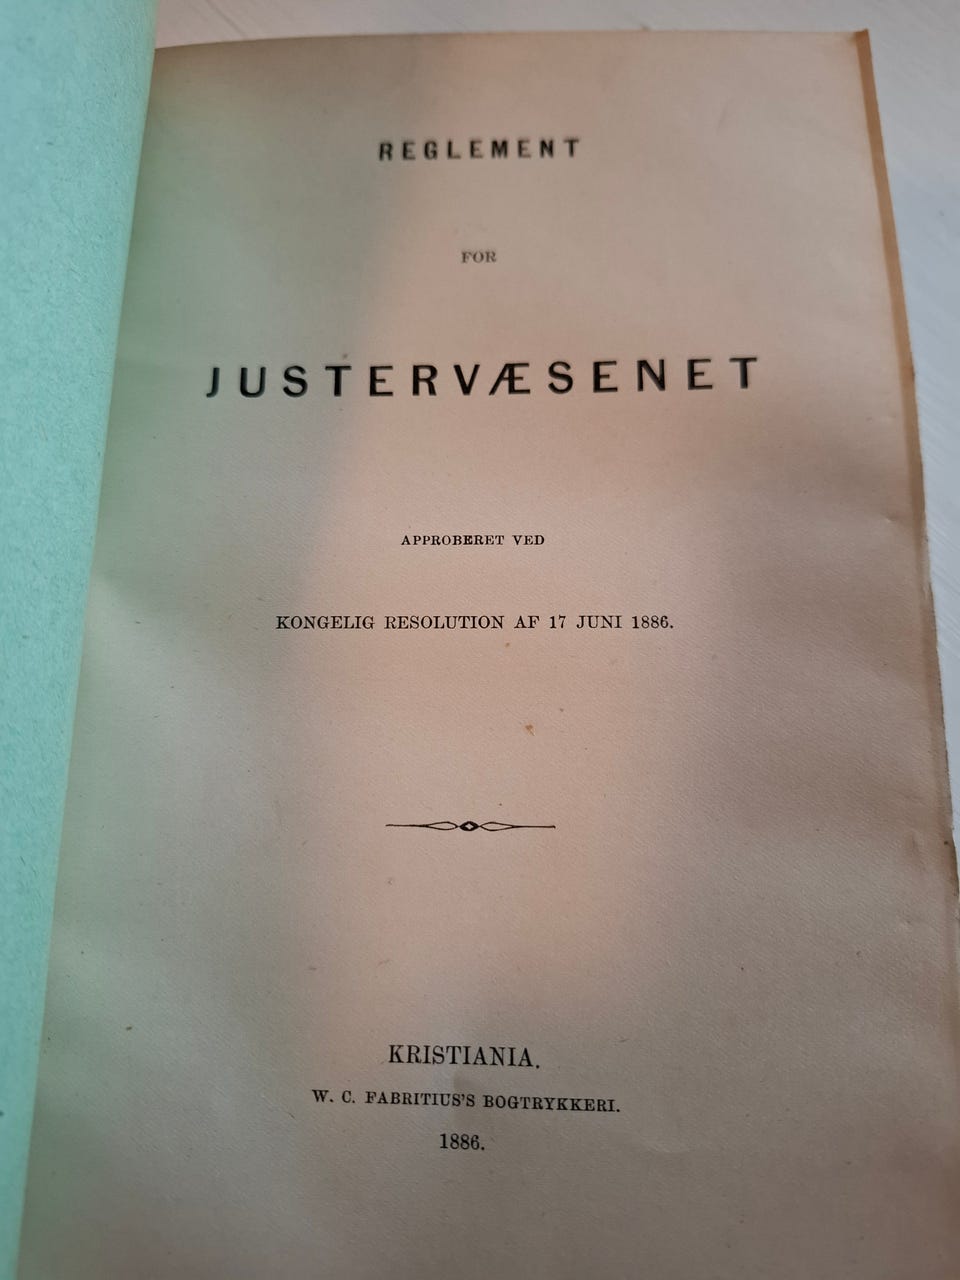 REGLEMENT
FOR
JUSTERVÆSENET
APPROBERET VED
KONGELIG RESOLUTION AF 17 JUNI 1886.
KRISTIANIA.
W. C. FABRITIUS'S BOGTRYKKERI.
1886.